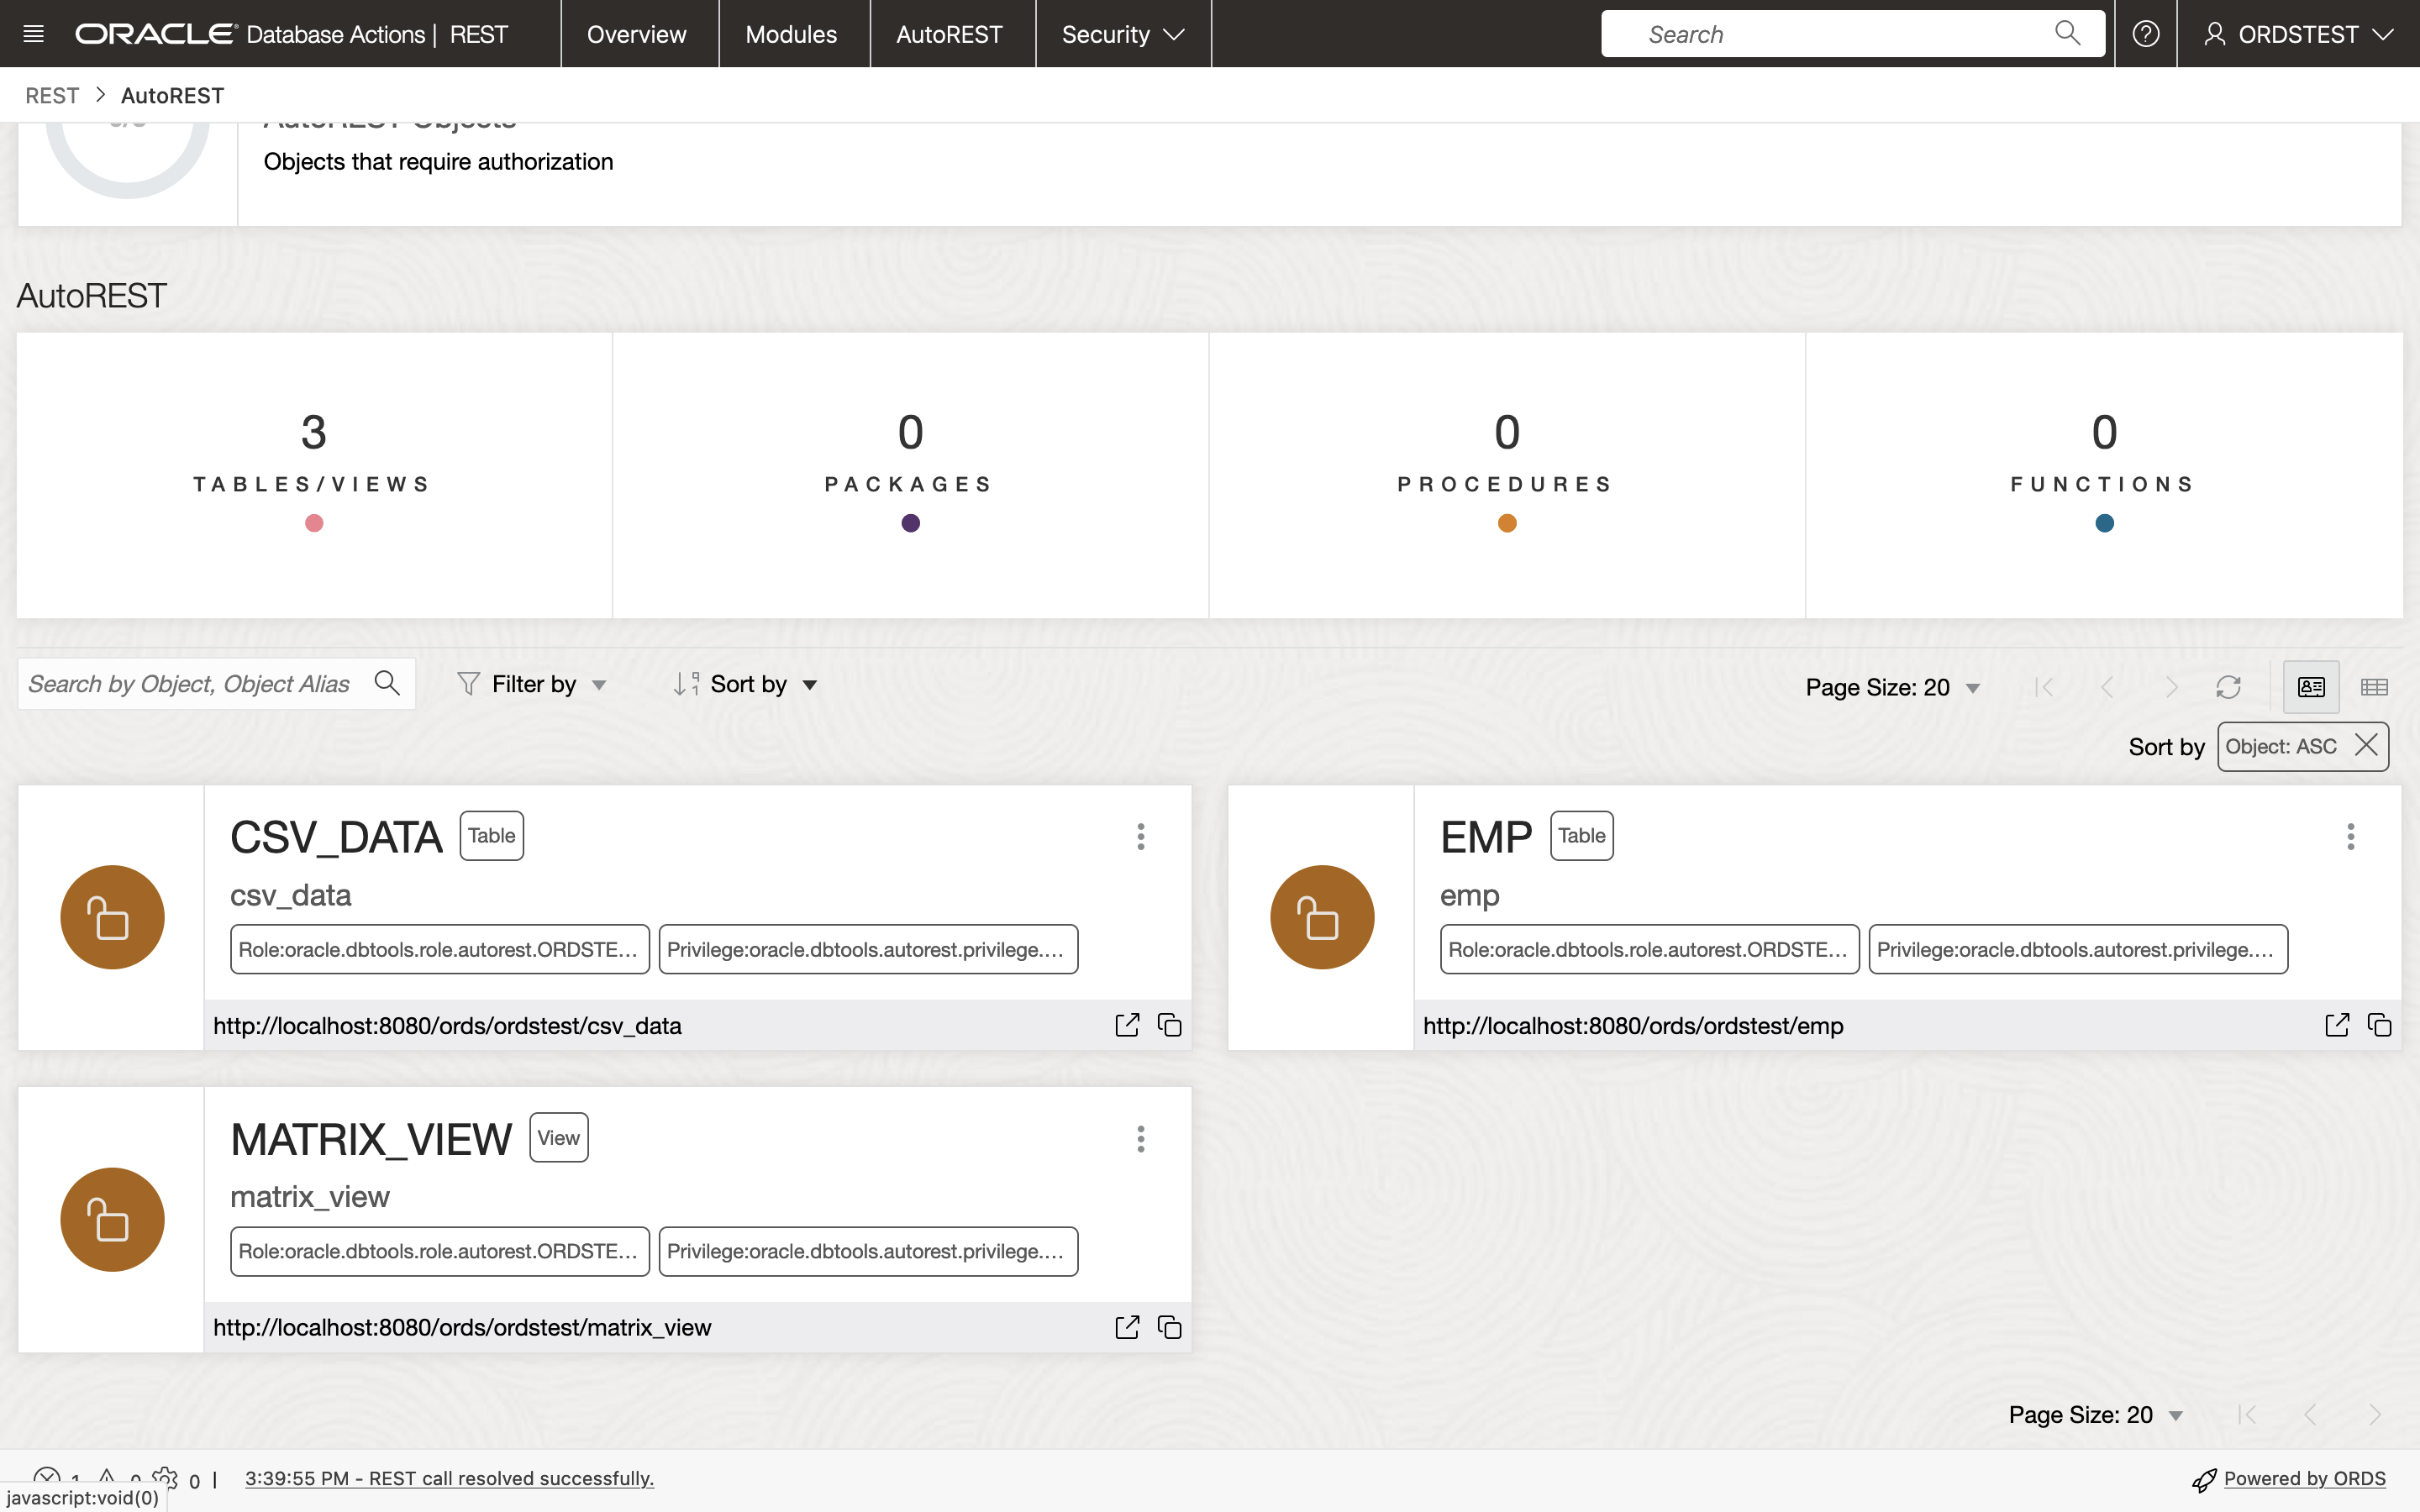 ORACLE Database Actions | REST Overview Modules AutoREST Security Search ORDSTEST
REST > AutoREST
AutoREST Objects
Objects that require authorization
AutoREST
3
TABLES/VIEWS
0
PACKAGES
0
PROCEDURES
0
FUNCTIONS
Search by Object, Object Alias Filter by Sort by Page Size: 20
Sort by Object: ASC
CSV_DATA Table
csv_data
Role:oracle.dbtools.role.autorest.ORDSTE... Privilege:oracle.dbtools.autorest.privilege....
http://localhost:8080/ords/ordstest/csv_data
EMP Table
emp
Role:oracle.dbtools.role.autorest.ORDSTE... Privilege:oracle.dbtools.autorest.privilege....
http://localhost:8080/ords/ordstest/emp
MATRIX_VIEW View
matrix_view
Role:oracle.dbtools.role.autorest.ORDSTE... Privilege:oracle.dbtools.autorest.privilege....
http://localhost:8080/ords/ordstest/matrix_view
Page Size: 20
1 0 0 | 3:39:55 PM - REST call resolved successfully. Powered by ORDS
javascript:void(0)